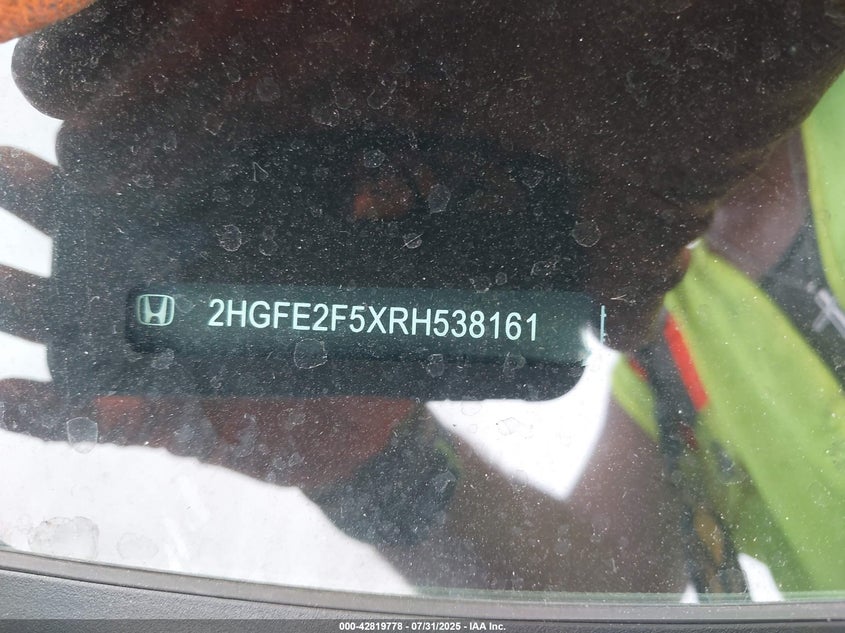 2HGFE2F5XRH538161
000-42819778 - 07/31/2025 - IAA Inc.